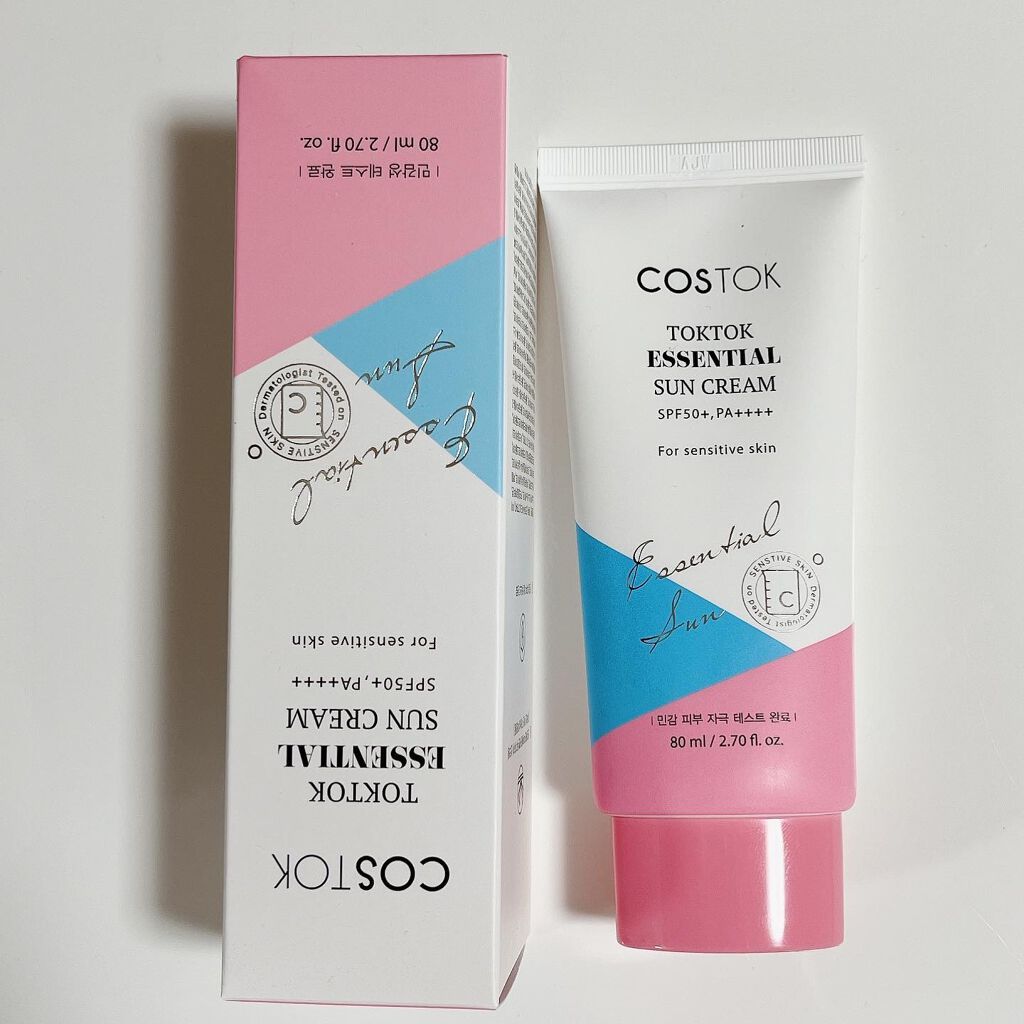 COSTOK
TOKTOK
ESSENTIAL
SUN CREAM
SPF50+,PA++++
For sensitive skin
Essential
Sun
Dermatologist Tested on SENSTIVE SKIN
C
| 민감성 테스트 완료 |
80 ml / 2.70 fl. oz.
AJW
COSTOK
TOKTOK
ESSENTIAL
SUN CREAM
SPF50+,PA++++
For sensitive skin
Essential
Sun
Dermatologist Tested on SENSTIVE SKIN
C
| 민감 피부 자극 테스트 완료 |
80 ml / 2.70 fl. oz.